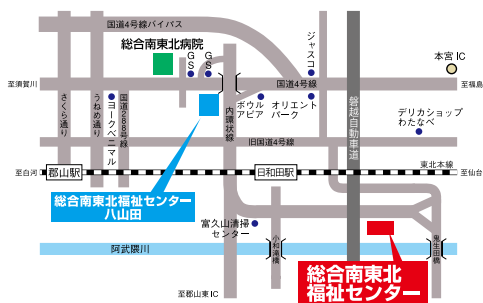 国道4号線バイパス
総合南東北病院
GS
GS
ジャスコ
本宮IC
至須賀川
国道4号線
至福島
さくら通り
うねめ通り
ヨークベニマル
国道288号線
内環状線
ボウル
アピア
オリエント
パーク
磐越自動車道
デリカショップ
わたなべ
旧国道4号線
東北本線
至白河
郡山駅
日和田駅
至仙台
総合南東北福祉センター
八山田
富久山清掃
センター
阿武隈川
小和滝橋
鬼生田橋
総合南東北
福祉センター
至郡山東IC